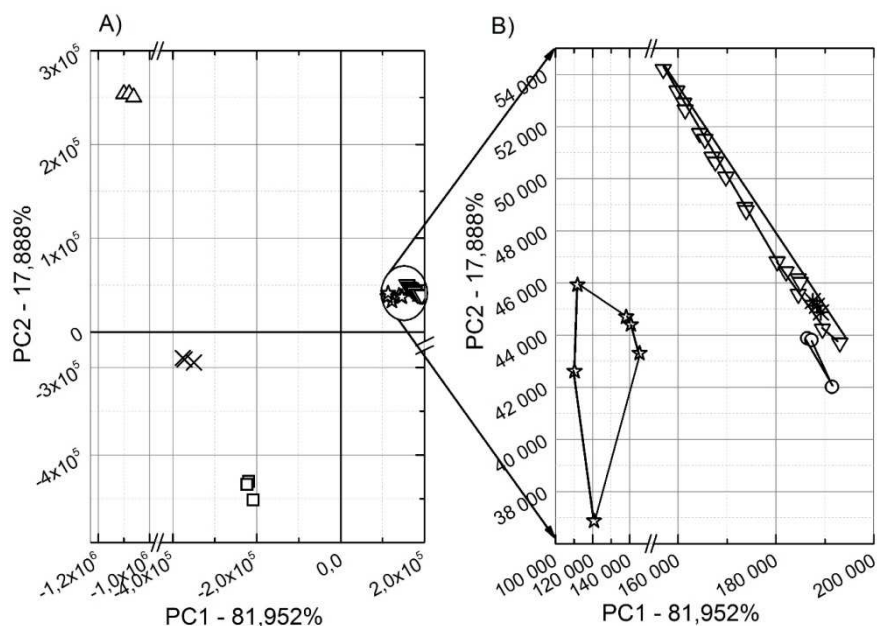 A)
3x10⁵
2x10⁵
1x10⁵
0
-3x10⁵
-4x10⁵
PC2 - 17,888%
-1,2x10⁶
-1,0x10⁶
-4,0x10⁵
-2,0x10⁵
0,0
2,0x10⁵
PC1 - 81,952%
B)
54 000
52 000
50 000
48 000
46 000
44 000
42 000
40 000
38 000
PC2 - 17,888%
100 000
120 000
140 000
160 000
180 000
200 000
PC1 - 81,952%